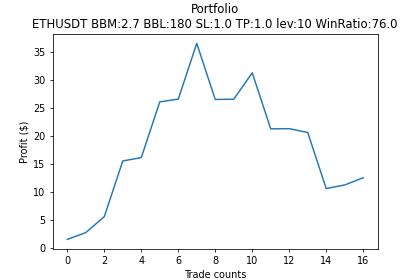 Portfolio
ETHUSDT BBM:2.7 BBL:180 SL:1.0 TP:1.0 lev:10 WinRatio:76.0
35
30
25
20
15
10
5
0
Profit ($)
0 2 4 6 8 10 12 14 16
Trade counts